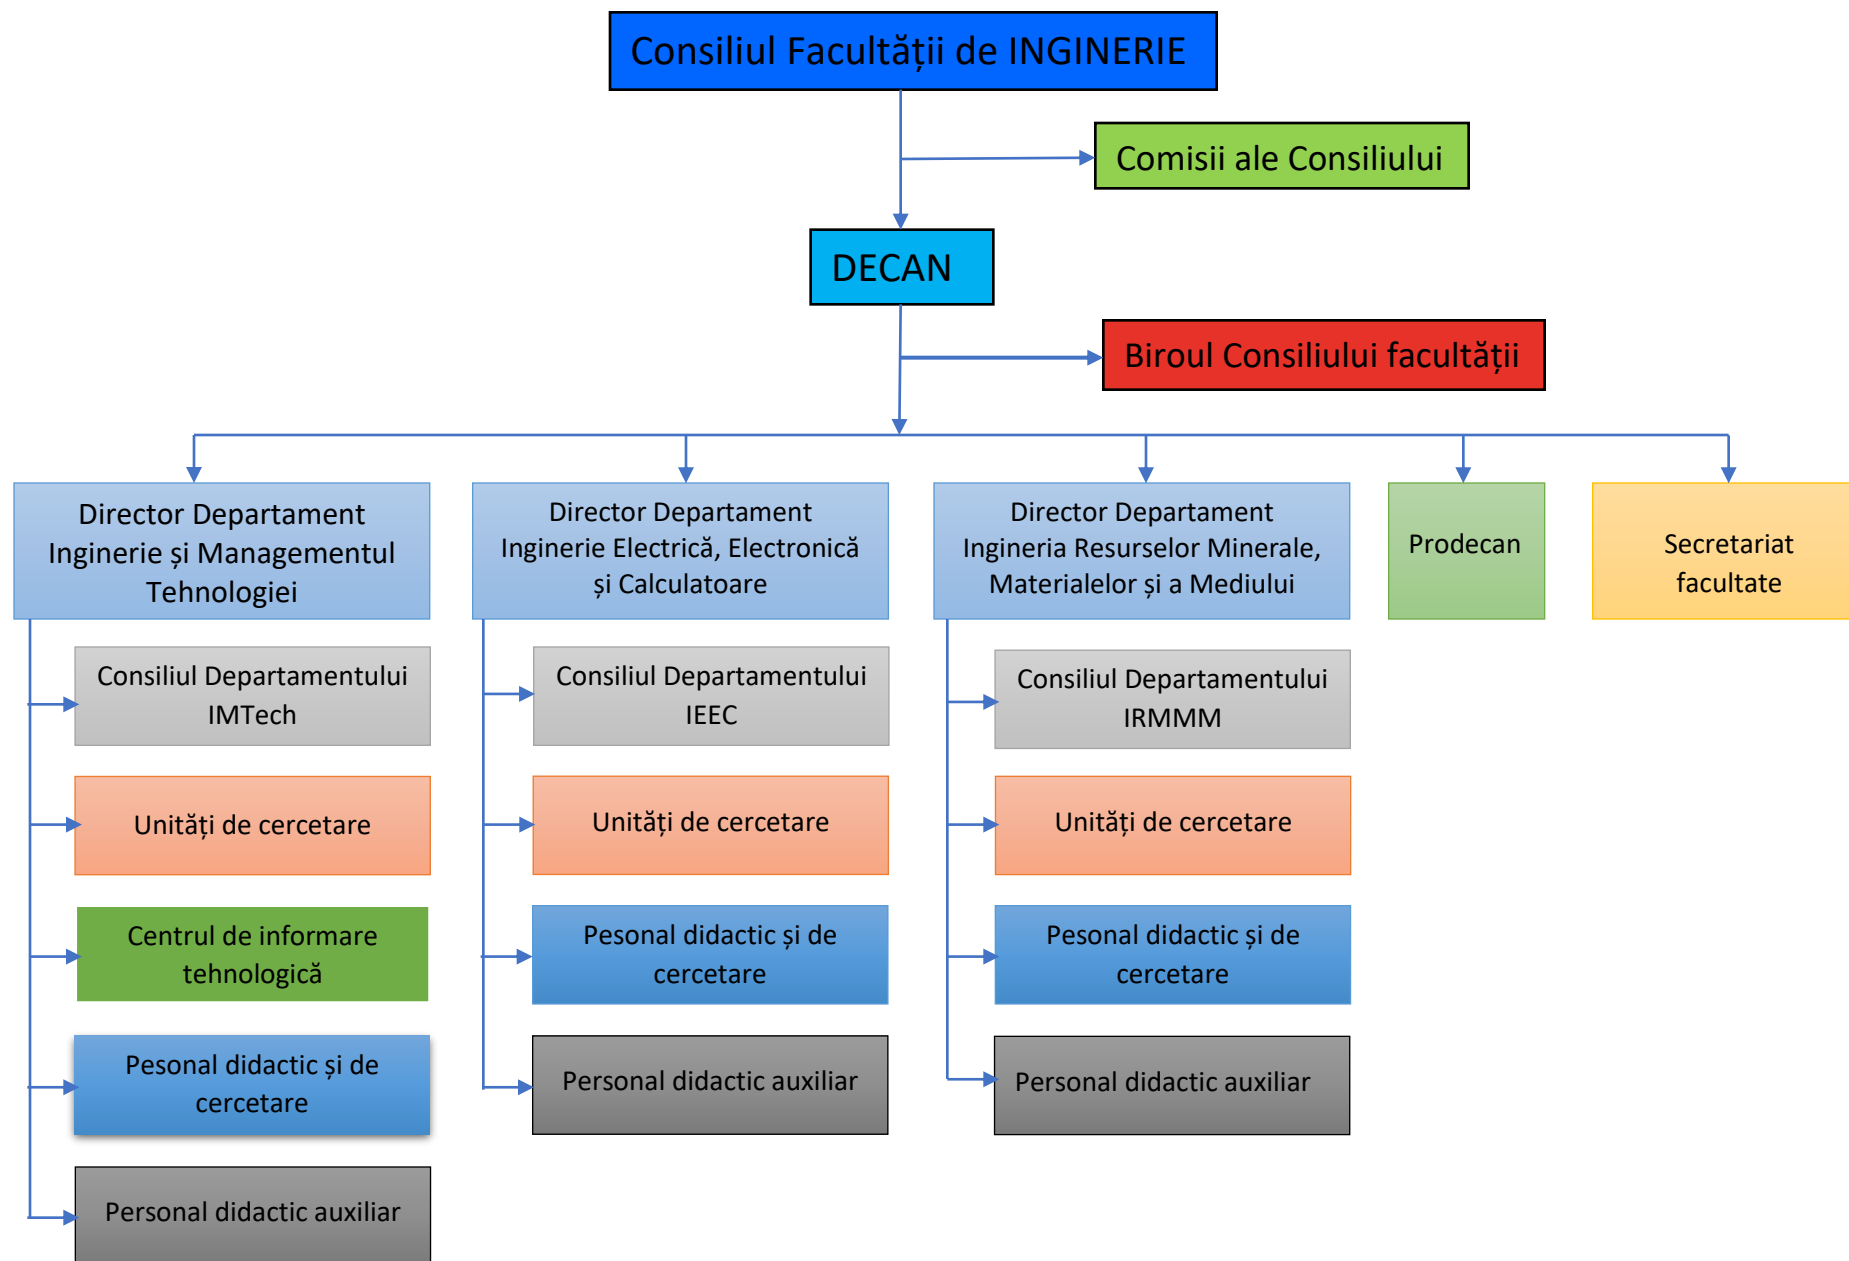 Consiliul Facultății de INGINERIE
Comisii ale Consiliului
DECAN
Biroul Consiliului facultății
Director Departament
Inginerie și Managementul
Tehnologiei
Director Departament
Inginerie Electrică, Electronică
și Calculatoare
Director Departament
Ingineria Resurselor Minerale,
Materialelor și a Mediului
Prodecan
Secretariat
facultate
Consiliul Departamentului
IMTech
Unități de cercetare
Centrul de informare
tehnologică
Pesonal didactic și de
cercetare
Personal didactic auxiliar
Consiliul Departamentului
IEEC
Unități de cercetare
Pesonal didactic și de
cercetare
Personal didactic auxiliar
Consiliul Departamentului
IRMMM
Unități de cercetare
Pesonal didactic și de
cercetare
Personal didactic auxiliar